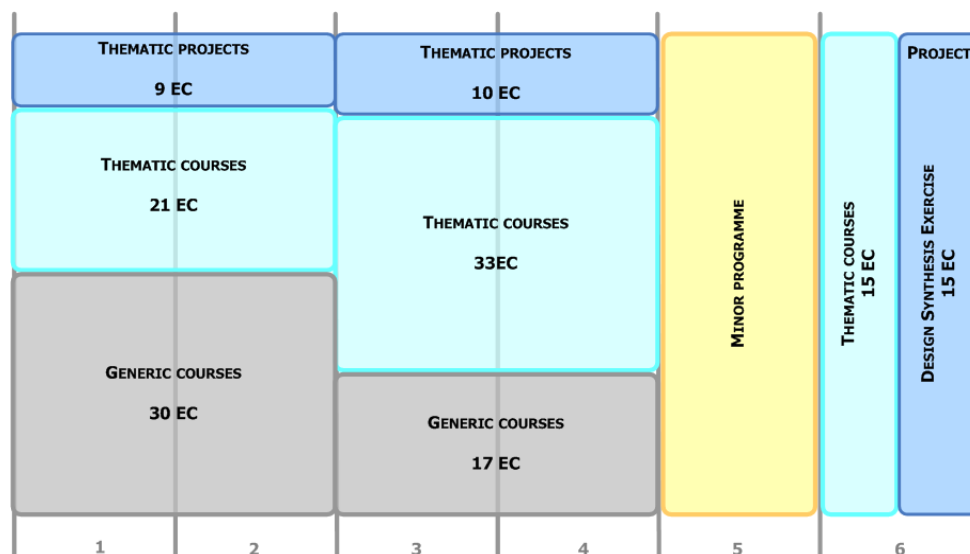 Thematic projects
9 EC
Thematic courses
21 EC
Generic courses
30 EC
Thematic projects
10 EC
Thematic courses
33EC
Generic courses
17 EC
Minor programme
Thematic courses
15 EC
Project
Design Synthesis Exercise
15 EC
1
2
3
4
5
6